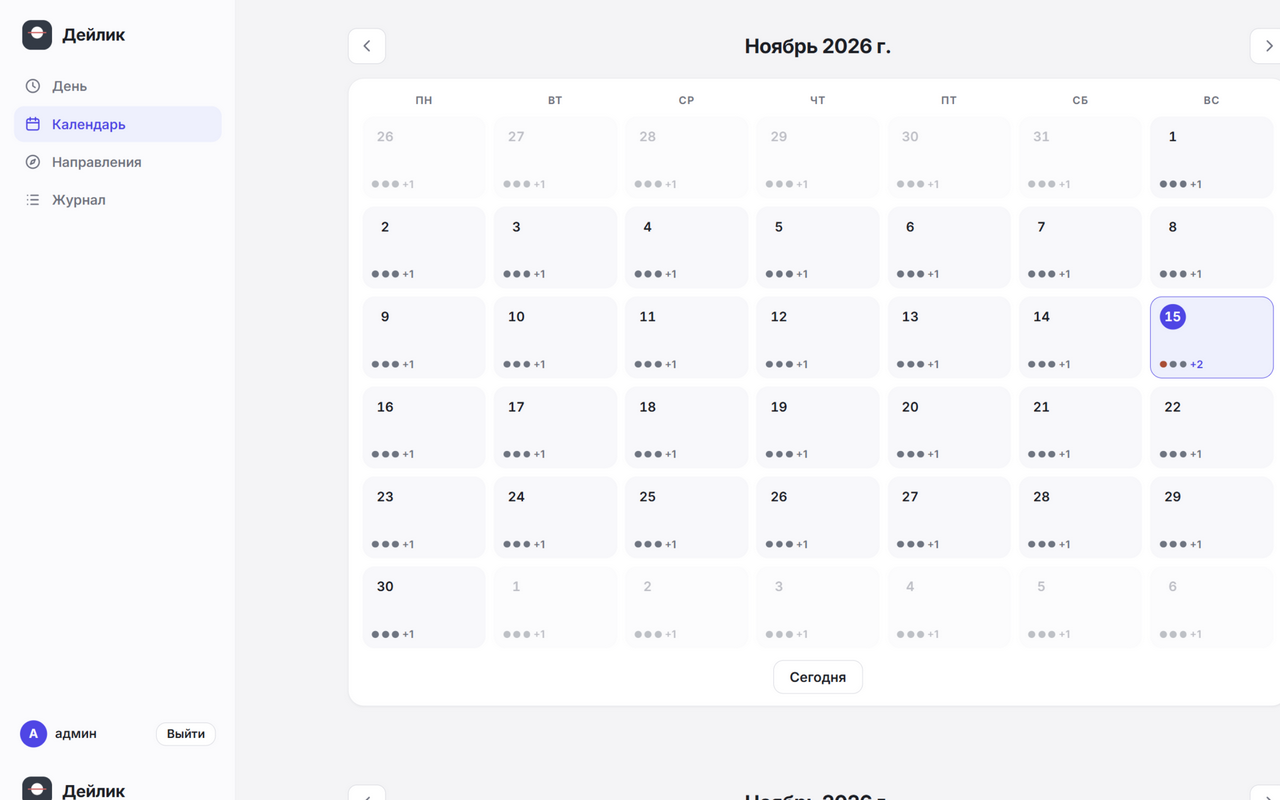 Дейлик
День
Календарь
Направления
Журнал
Ноябрь 2026 г.
ПН ВТ СР ЧТ ПТ СБ ВС
26 27 28 29 30 31 1
+1 +1 +1 +1 +1 +1 +1
2 3 4 5 6 7 8
+1 +1 +1 +1 +1 +1 +1
9 10 11 12 13 14 15
+1 +1 +1 +1 +1 +1 +2
16 17 18 19 20 21 22
+1 +1 +1 +1 +1 +1 +1
23 24 25 26 27 28 29
+1 +1 +1 +1 +1 +1 +1
30 1 2 3 4 5 6
+1 +1 +1 +1 +1 +1 +1
Сегодня
А админ Выйти
Дейлик
Ноябрь 2026 г.